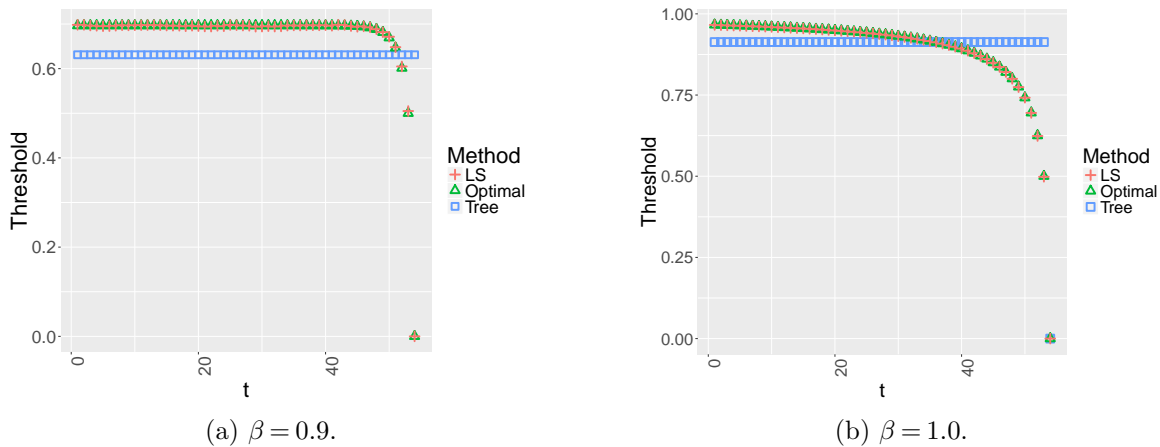 0.6
0.4
0.2
0.0
Threshold
0
20
40
t
Method
LS
Optimal
Tree
(a) β = 0.9.
1.00
0.75
0.50
0.25
0.00
Threshold
0
20
40
t
Method
LS
Optimal
Tree
(b) β = 1.0.